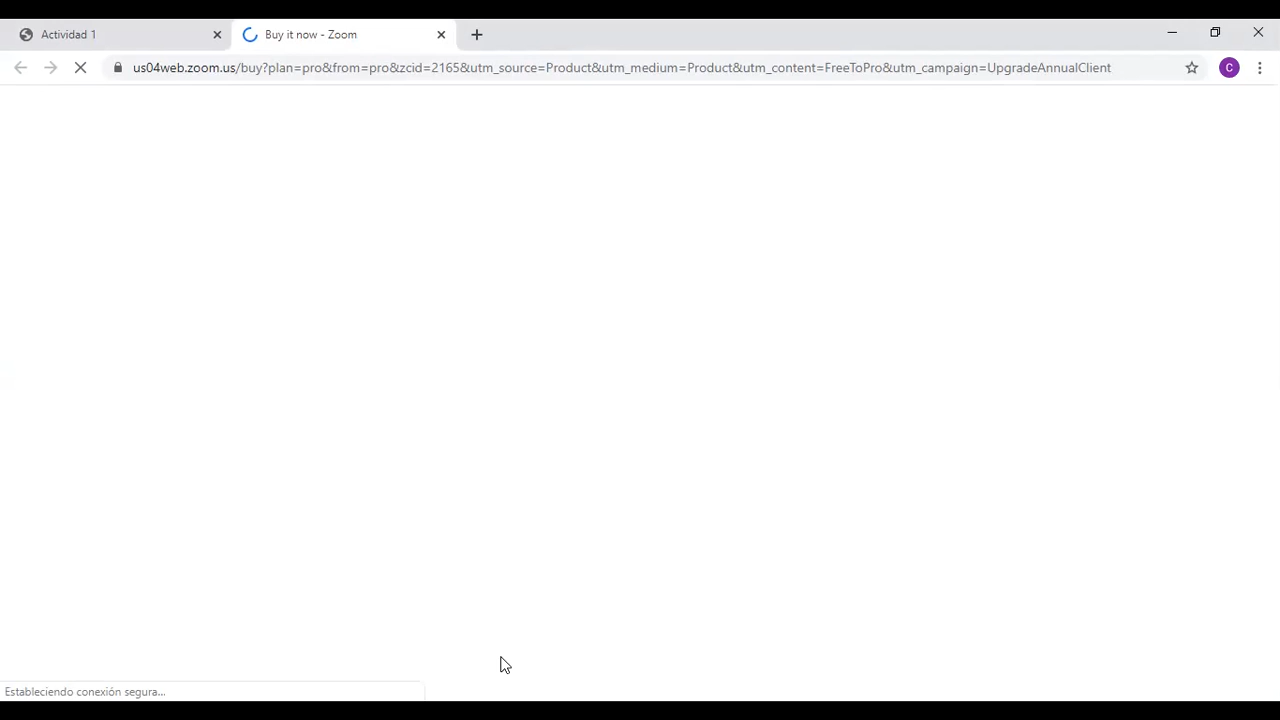 Actividad 1
Buy it now - Zoom
us04web.zoom.us/buy?plan=pro&from=pro&zcid=2165&utm_source=Product&utm_medium=Product&utm_content=FreeToPro&utm_campaign=UpgradeAnnualClient
C
Estableciendo conexión segura...